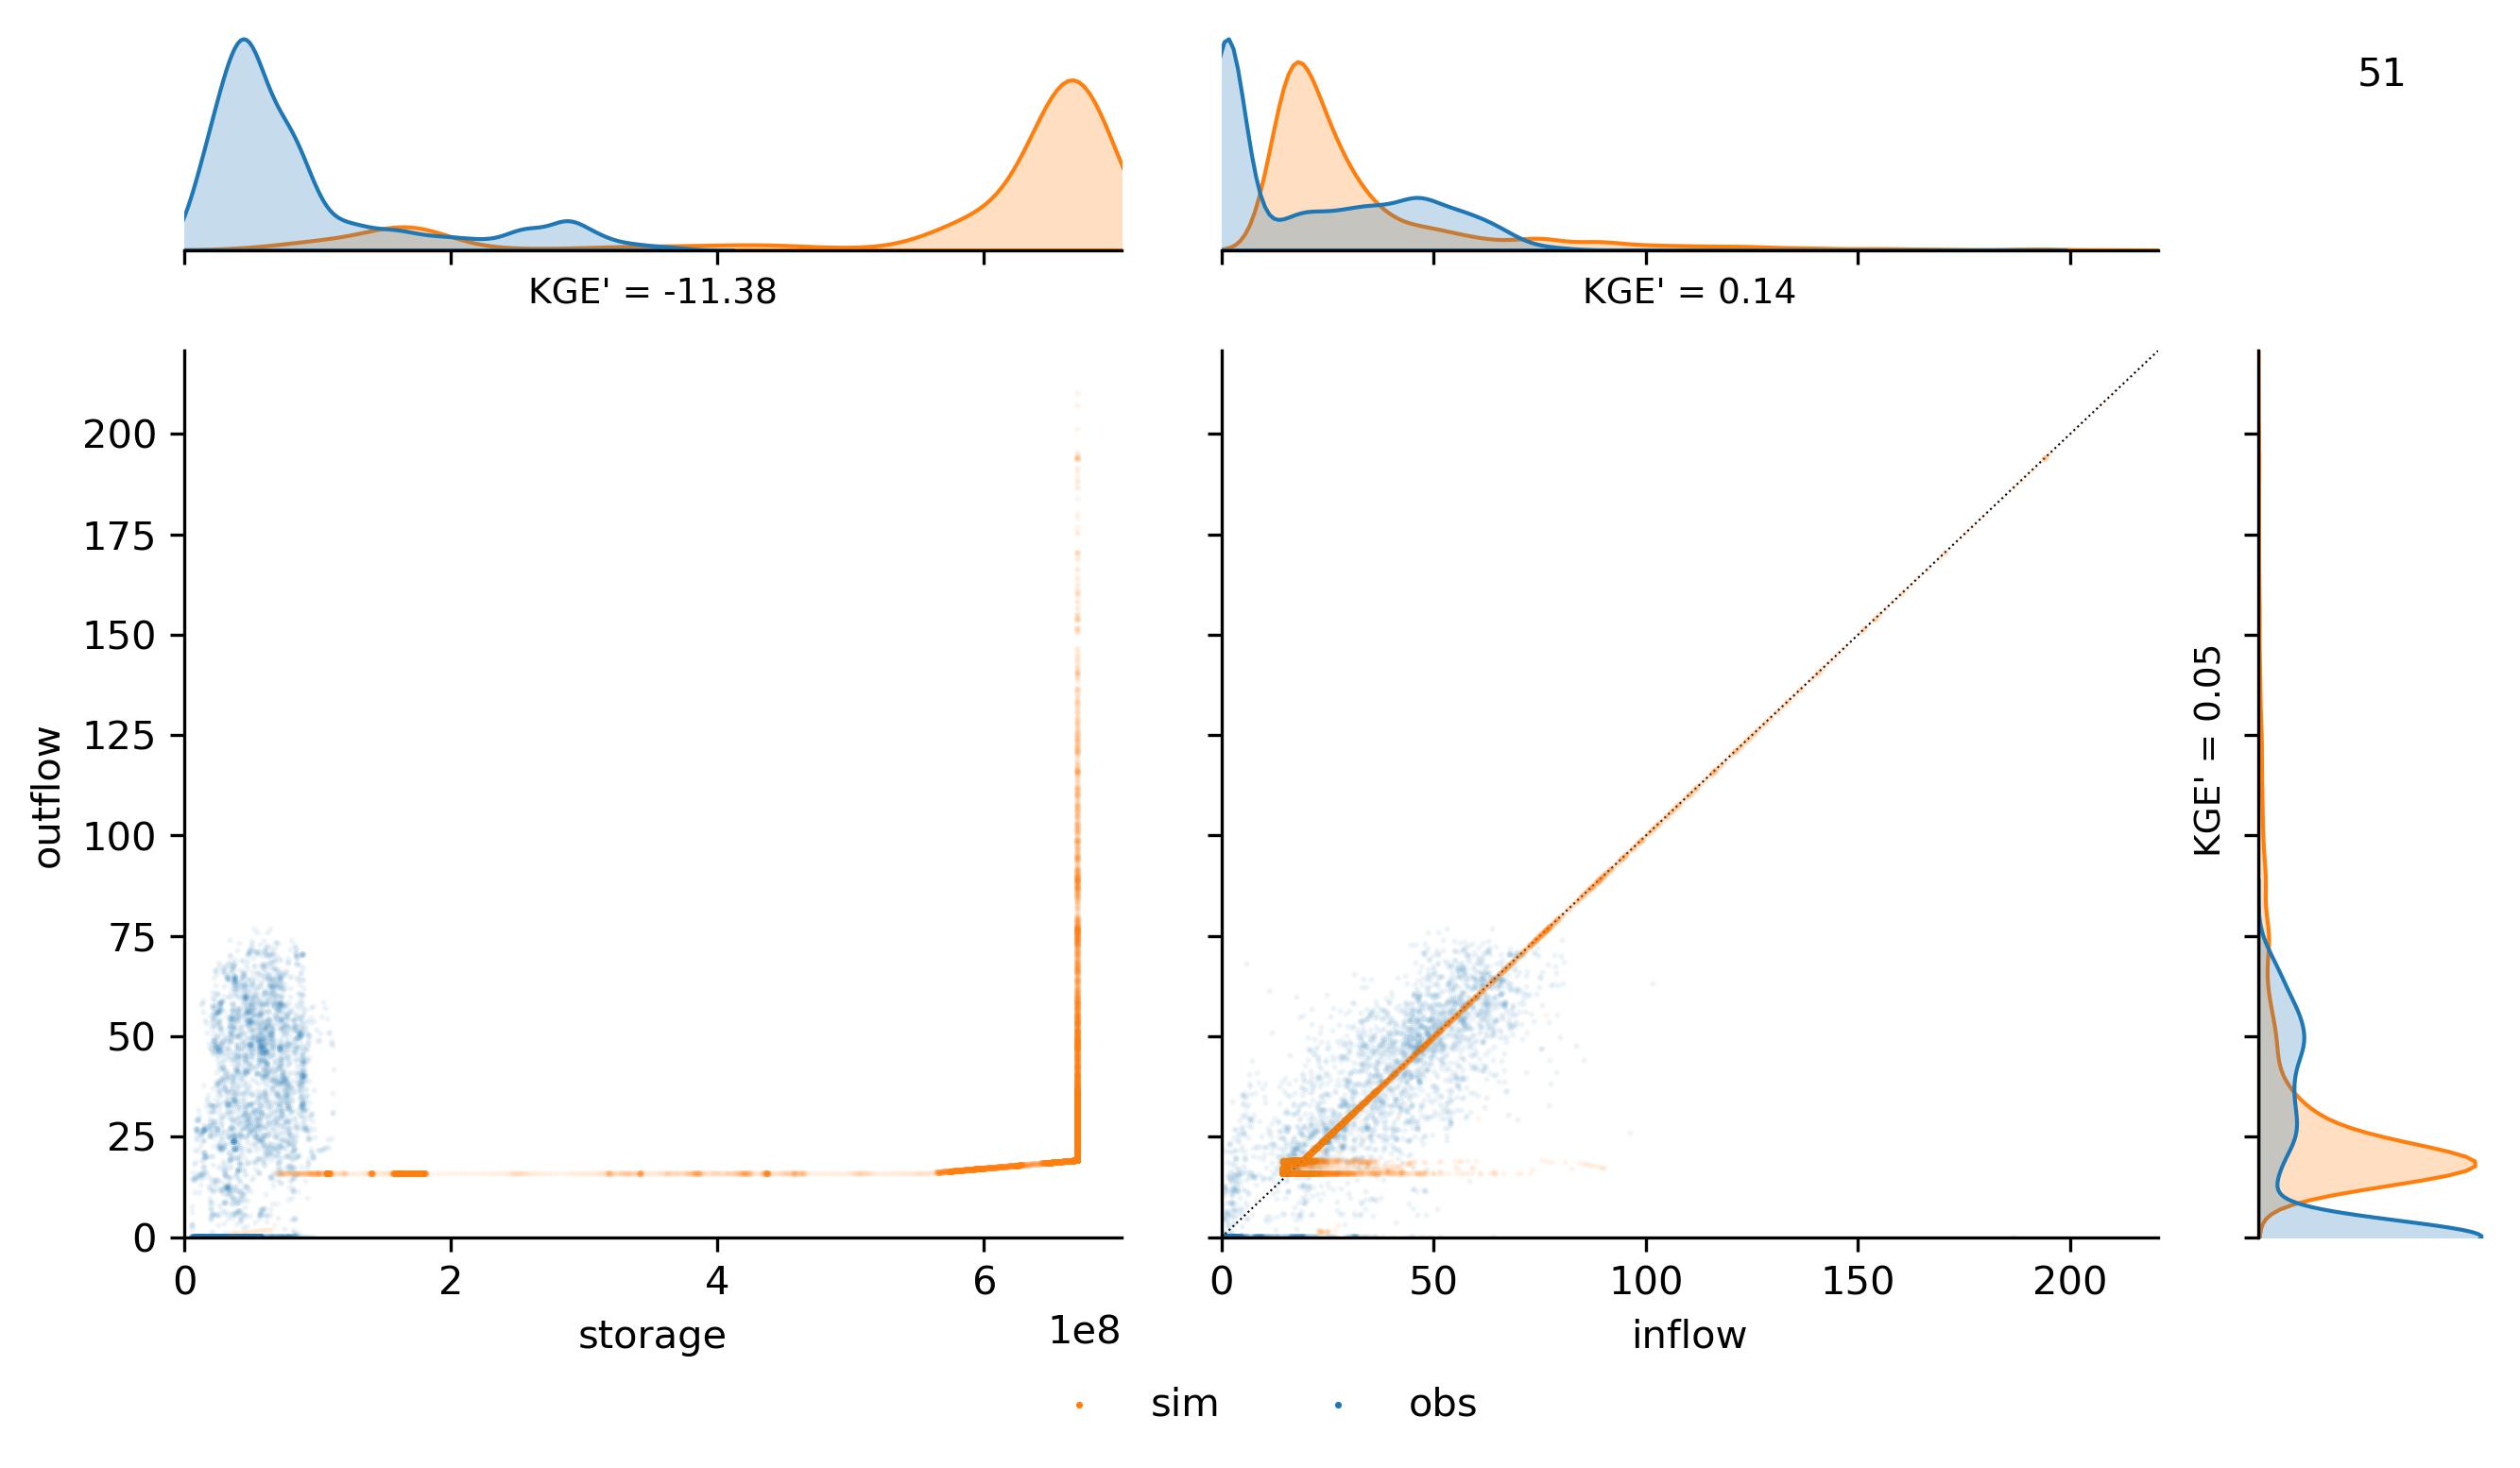 51
KGE' = -11.38
KGE' = 0.14
200
175
150
125
100
75
50
25
0
outflow
KGE' = 0.05
0 2 4 6
0 50 100 150 200
storage
1e8
inflow
sim obs